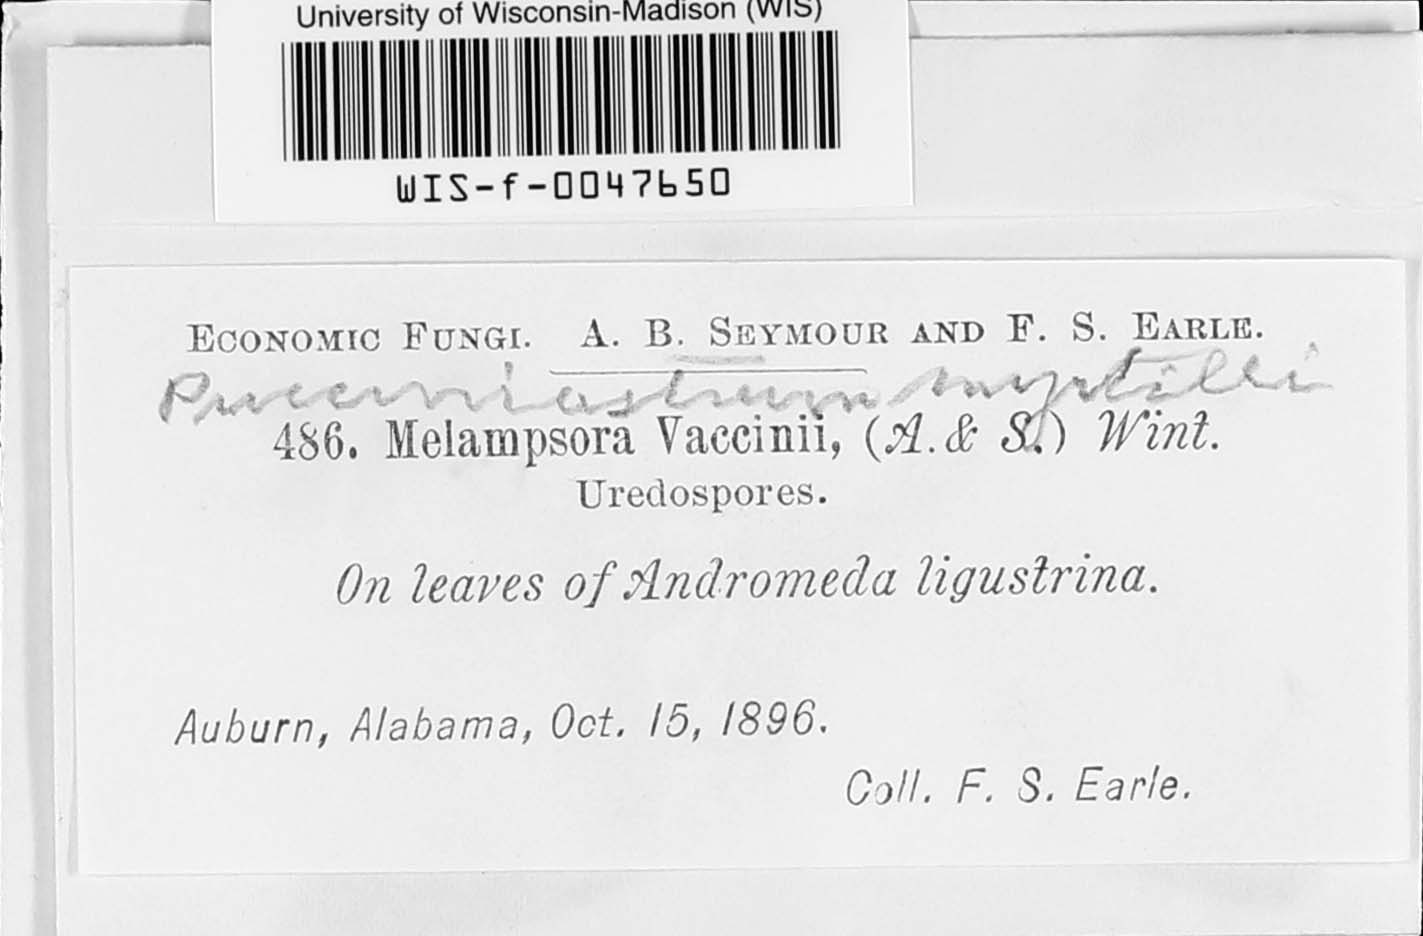 University of Wisconsin-Madison (WIS)
WIS-f-0047650
ECONOMIC FUNGI. A. B. SEYMOUR AND F. S. EARLE.
Pucciniastrum myrtilli
486. Melampsora Vaccinii, (A. & S.) Wint.
Uredospores.
On leaves of Andromeda ligustrina.
Auburn, Alabama, Oct. 15, 1896.
Coll. F. S. Earle.